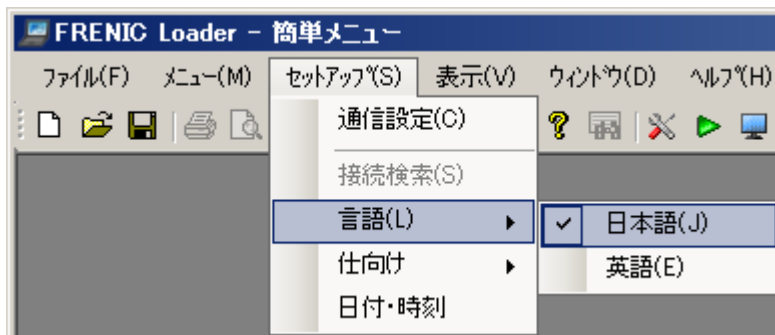 FRENIC Loader - 簡単メニュー
ﾌｧｲﾙ(F) ﾒﾆｭｰ(M) ｾｯﾄｱｯﾌﾟ(S) 表示(V) ｳｨﾝﾄﾞｳ(D) ﾍﾙﾌﾟ(H)
通信設定(C)
接続検索(S)
言語(L)
日本語(J)
英語(E)
仕向け
日付･時刻